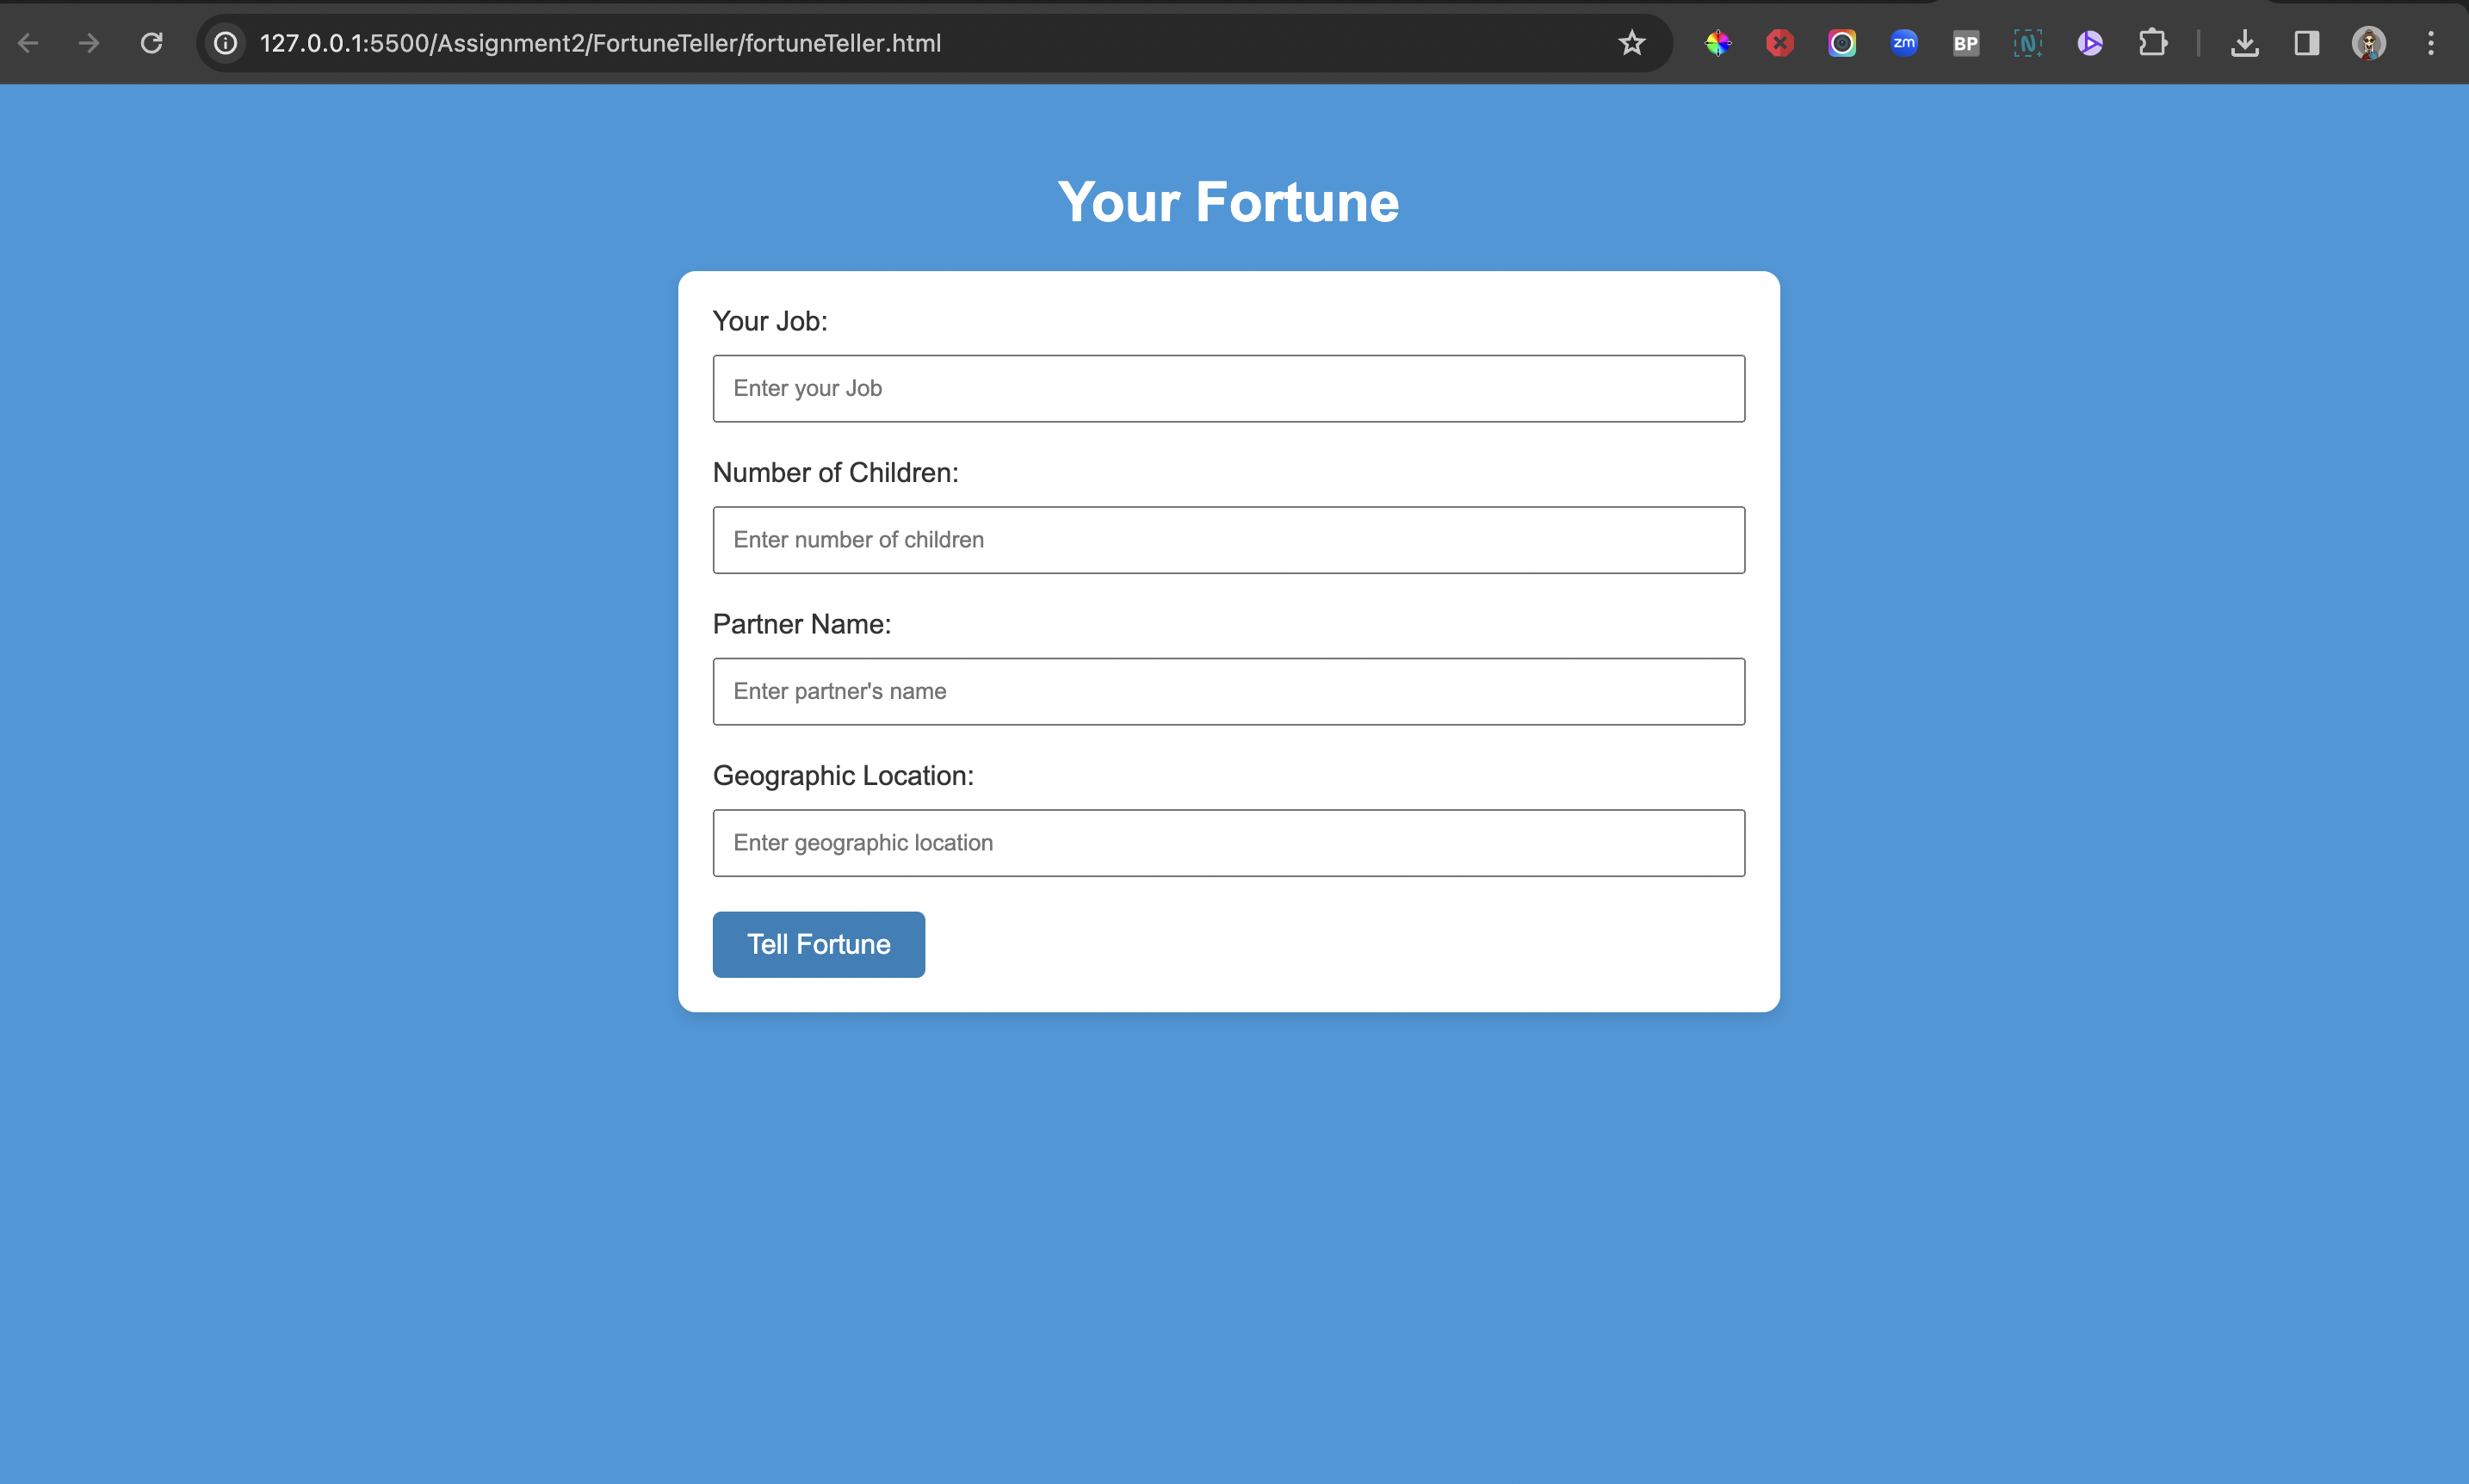 127.0.0.1:5500/Assignment2/FortuneTeller/fortuneTeller.html
zm
BP
N
Your Fortune
Your Job:
Enter your Job
Number of Children:
Enter number of children
Partner Name:
Enter partner's name
Geographic Location:
Enter geographic location
Tell Fortune